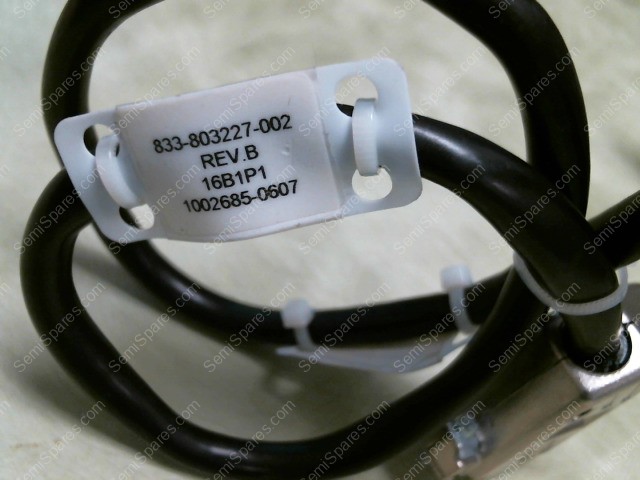 833-803227-002
REV.B
16B1P1
1002685-0607
SemiSpares.com